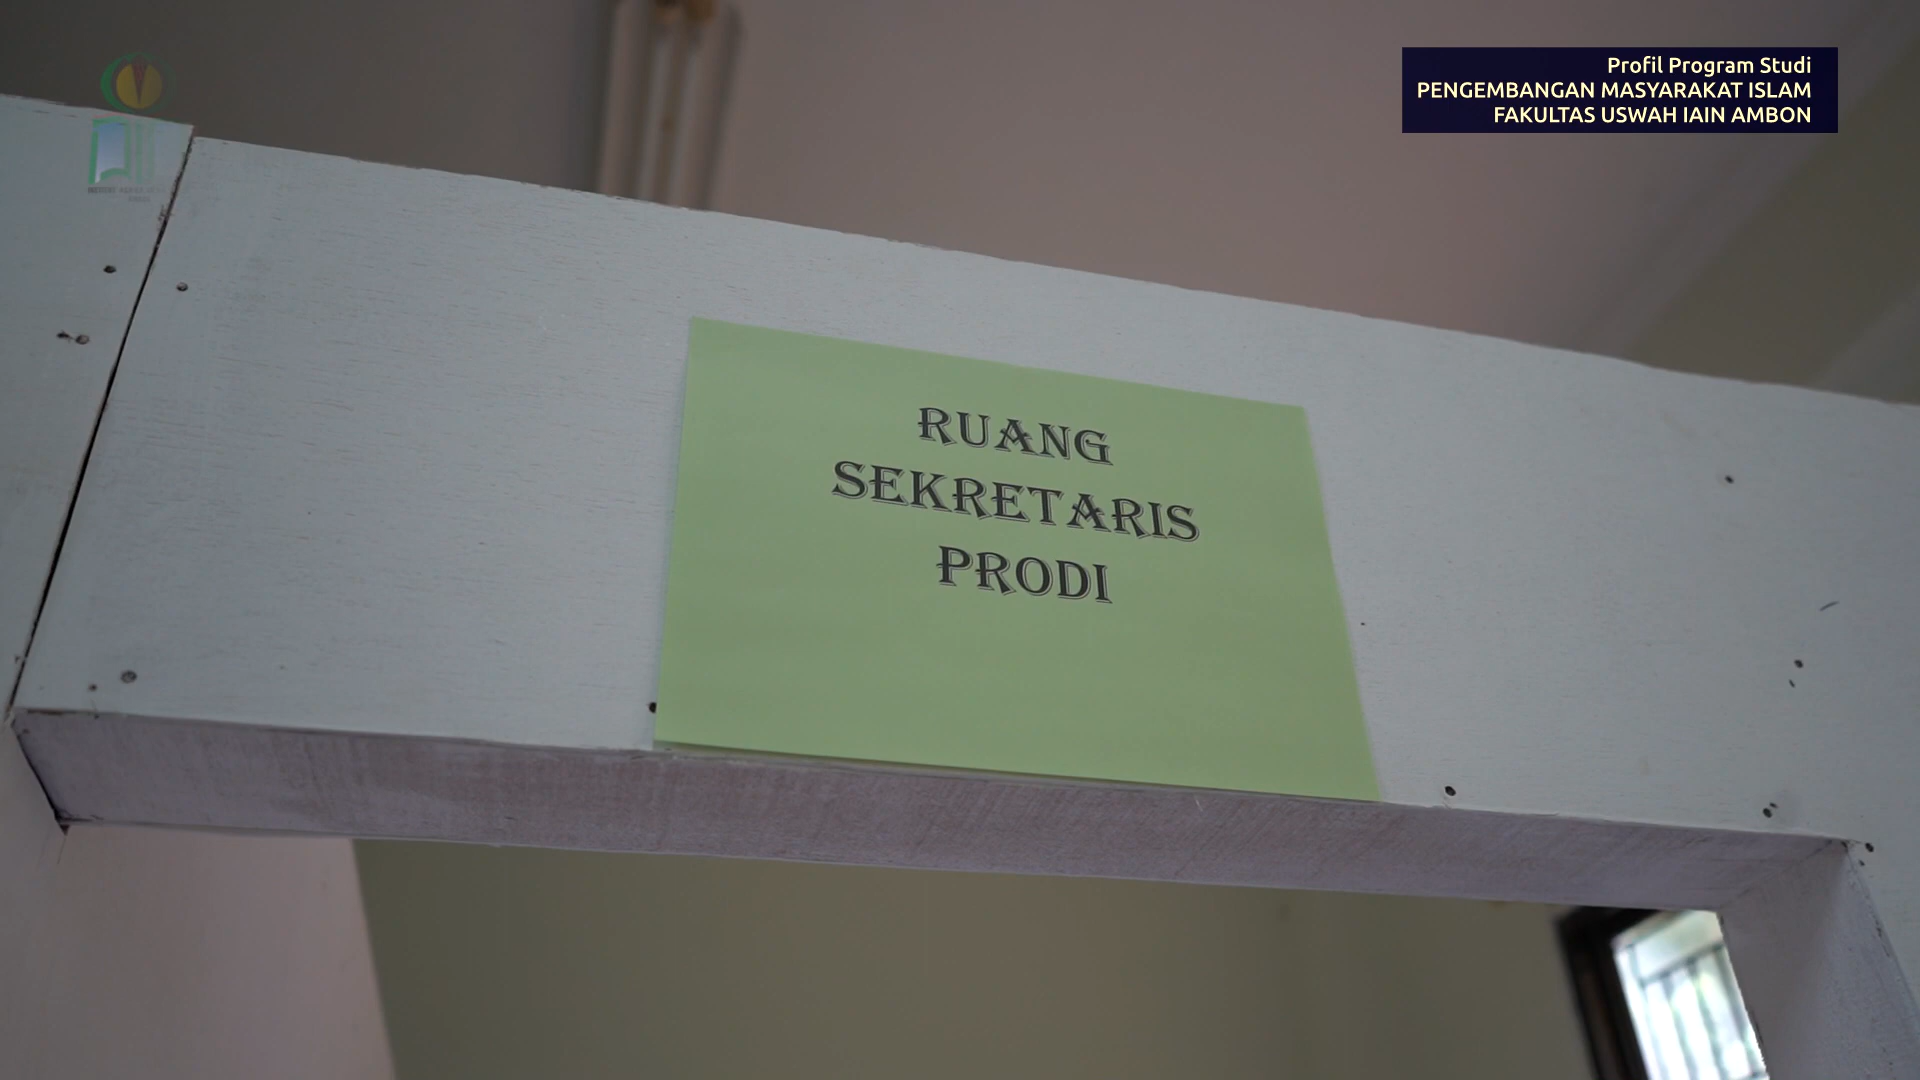 Profil Program Studi
PENGEMBANGAN MASYARAKAT ISLAM
FAKULTAS USWAH IAIN AMBON
RUANG
SEKRETARIS
PRODI